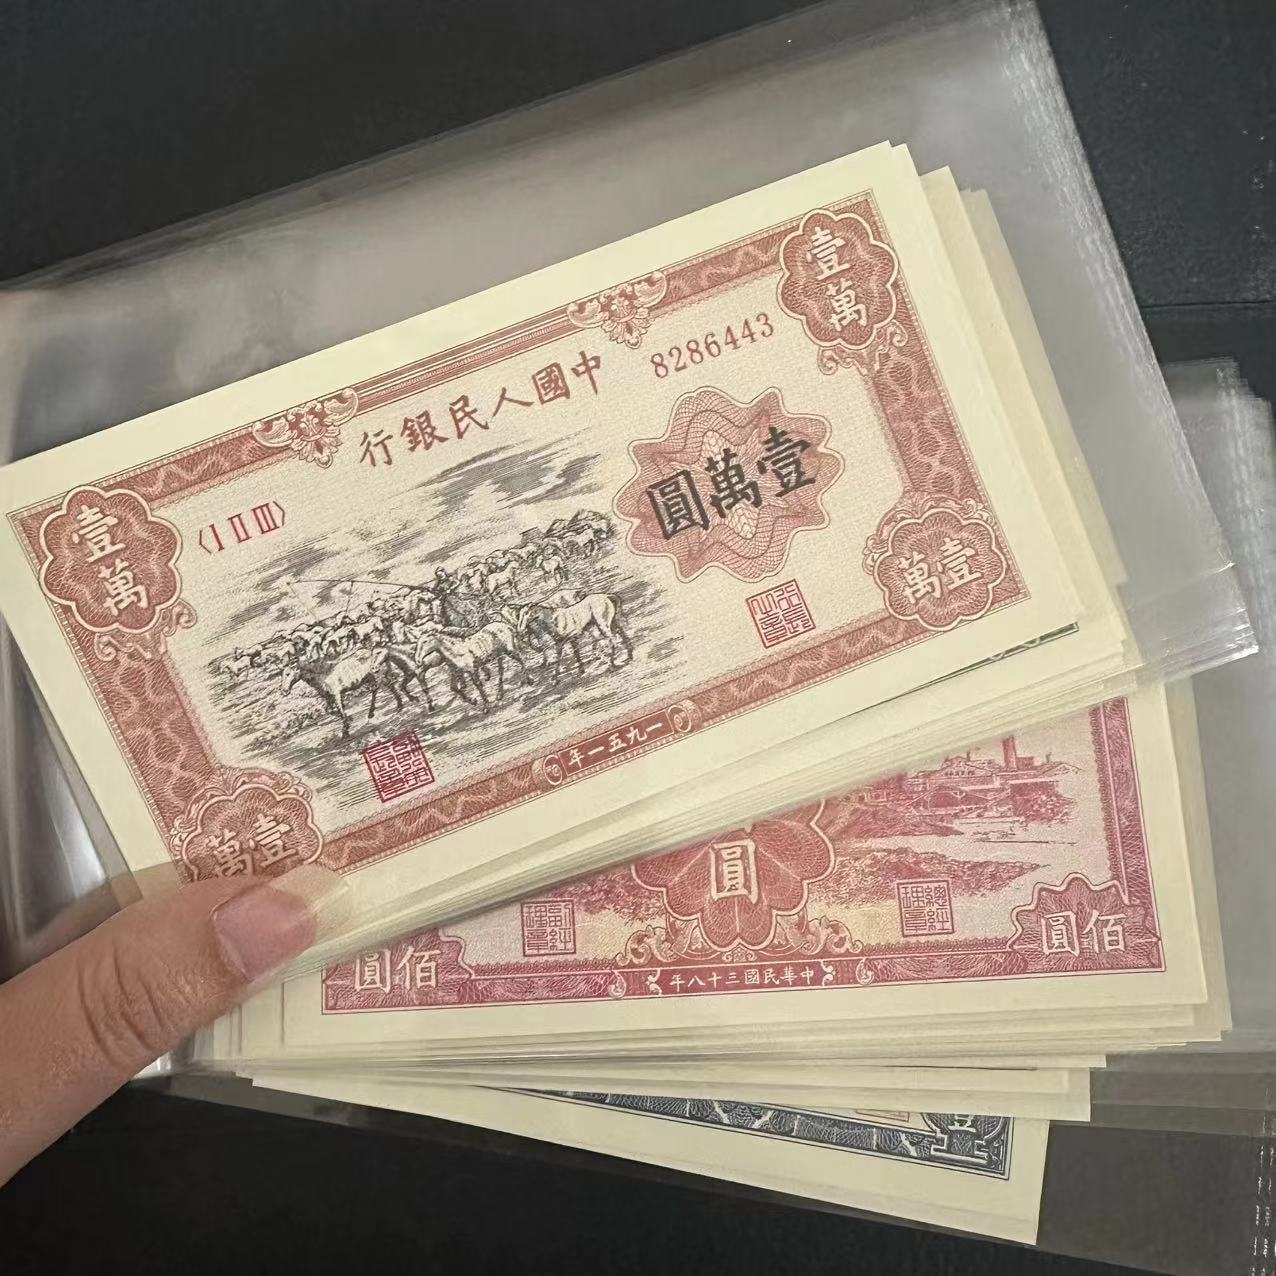 壹萬
8286443
中國人民銀行
壹萬圓
〈I II III〉
壹萬
壹萬
一九五一年
壹萬
圓
佰圓
佰圓
中華民國三十八年
壹